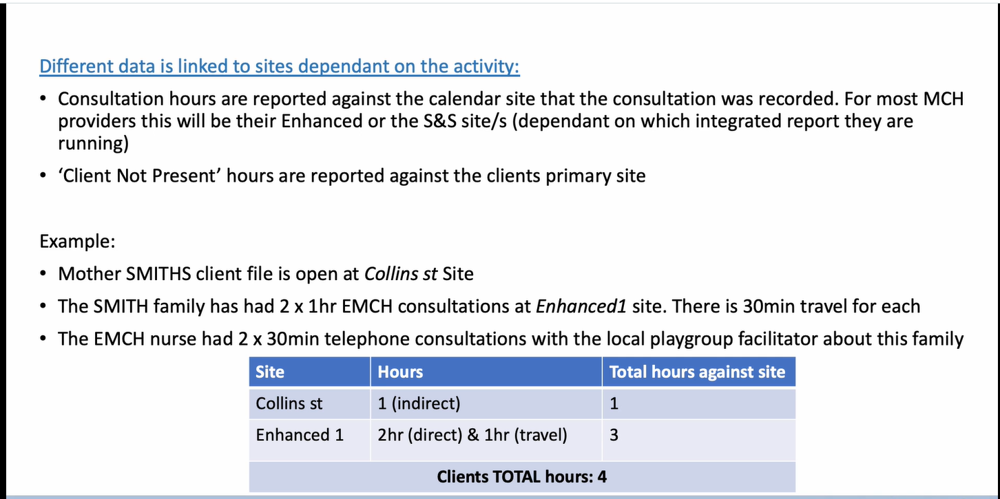 Different data is linked to sites dependant on the activity:
• Consultation hours are reported against the calendar site that the consultation was recorded. For most MCH
providers this will be their Enhanced or the S&S site/s (dependant on which integrated report they are
running)
• ‘Client Not Present’ hours are reported against the clients primary site
Example:
• Mother SMITHS client file is open at Collins st Site
• The SMITH family has had 2 x 1hr EMCH consultations at Enhanced1 site. There is 30min travel for each
• The EMCH nurse had 2 x 30min telephone consultations with the local playgroup facilitator about this family
Site Hours Total hours against site
Collins st 1 (indirect) 1
Enhanced 1 2hr (direct) & 1hr (travel) 3
Clients TOTAL hours: 4